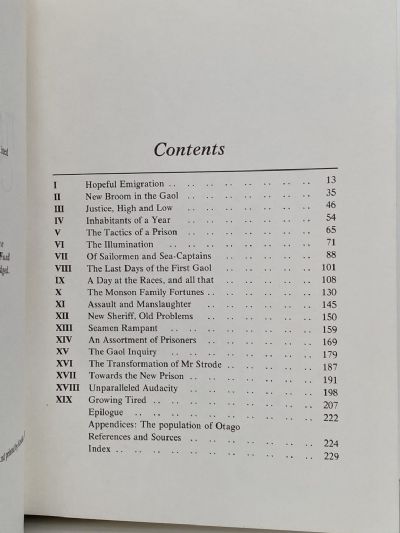 Contents
I Hopeful Emigration .. .. .. .. .. .. .. .. 13
II New Broom in the Gaol .. .. .. .. .. .. .. 35
III Justice, High and Low .. .. .. .. .. .. .. 46
IV Inhabitants of a Year .. .. .. .. .. .. .. 54
V The Tactics of a Prison .. .. .. .. .. .. .. 65
VI The Illumination .. .. .. .. .. .. .. .. 71
VII Of Sailormen and Sea-Captains .. .. .. .. .. .. 88
VIII The Last Days of the First Gaol .. .. .. .. .. 101
IX A Day at the Races, and all that .. .. .. .. .. 108
X The Monson Family Fortunes .. .. .. .. .. .. 130
XI Assault and Manslaughter .. .. .. .. .. .. 145
XII New Sheriff, Old Problems .. .. .. .. .. .. 150
XIII Seamen Rampant .. .. .. .. .. .. .. .. 159
XIV An Assortment of Prisoners .. .. .. .. .. .. 169
XV The Gaol Inquiry .. .. .. .. .. .. .. 179
XVI The Transformation of Mr Strode .. .. .. .. .. 187
XVII Towards the New Prison .. .. .. .. .. .. 191
XVIII Unparalleled Audacity .. .. .. .. .. .. .. 198
XIX Growing Tired .. .. .. .. .. .. .. .. 207
Epilogue .. .. .. .. .. .. .. .. .. 222
Appendices: The population of Otago
References and Sources .. .. .. .. .. .. 224
Index .. .. .. .. .. .. .. .. .. .. 229